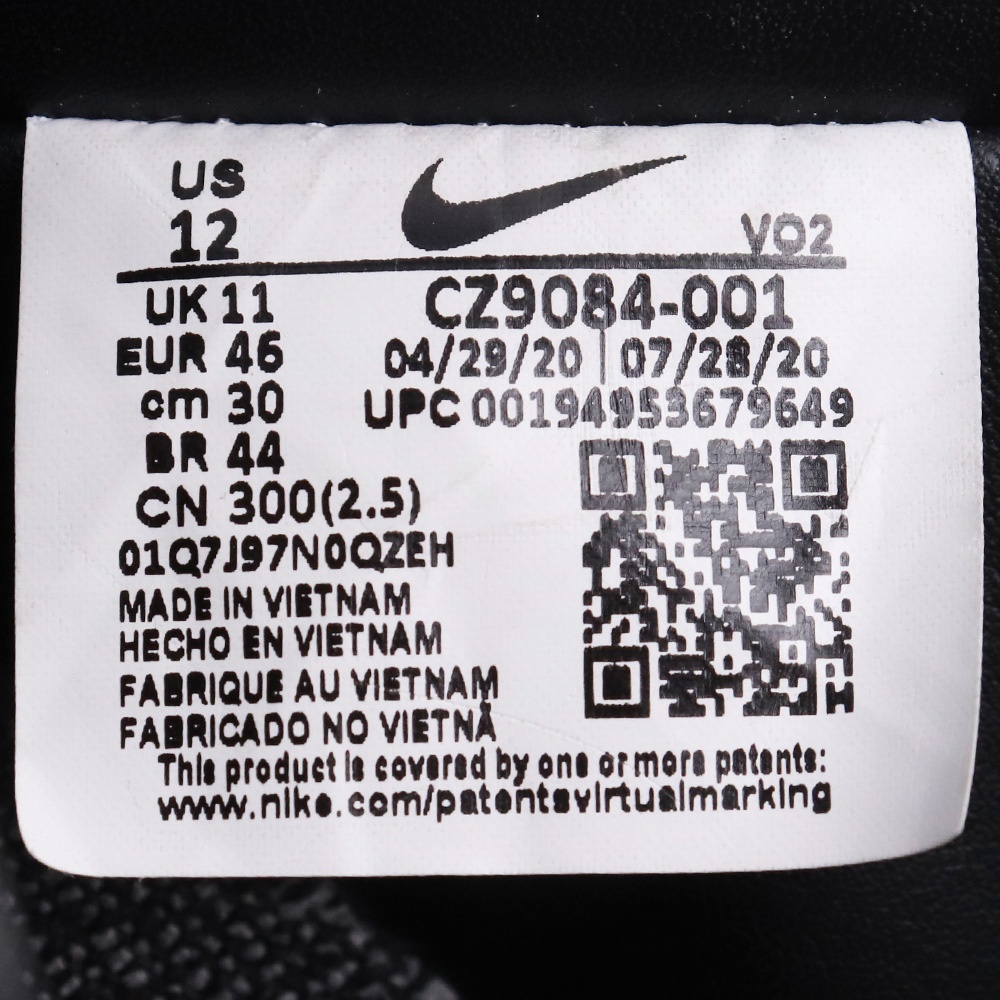 US
12
VO2
UK 11
CZ9084-001
EUR 46
04/29/20 | 07/28/20
cm 30
UPC 00194953679649
BR 44
CN 300(2.5)
01Q7J97N0QZEH
MADE IN VIETNAM
HECHO EN VIETNAM
FABRIQUE AU VIETNAM
FABRICADO NO VIETNÃ
This product is covered by one or more patents:
www.nike.com/patentsvirtualmarking